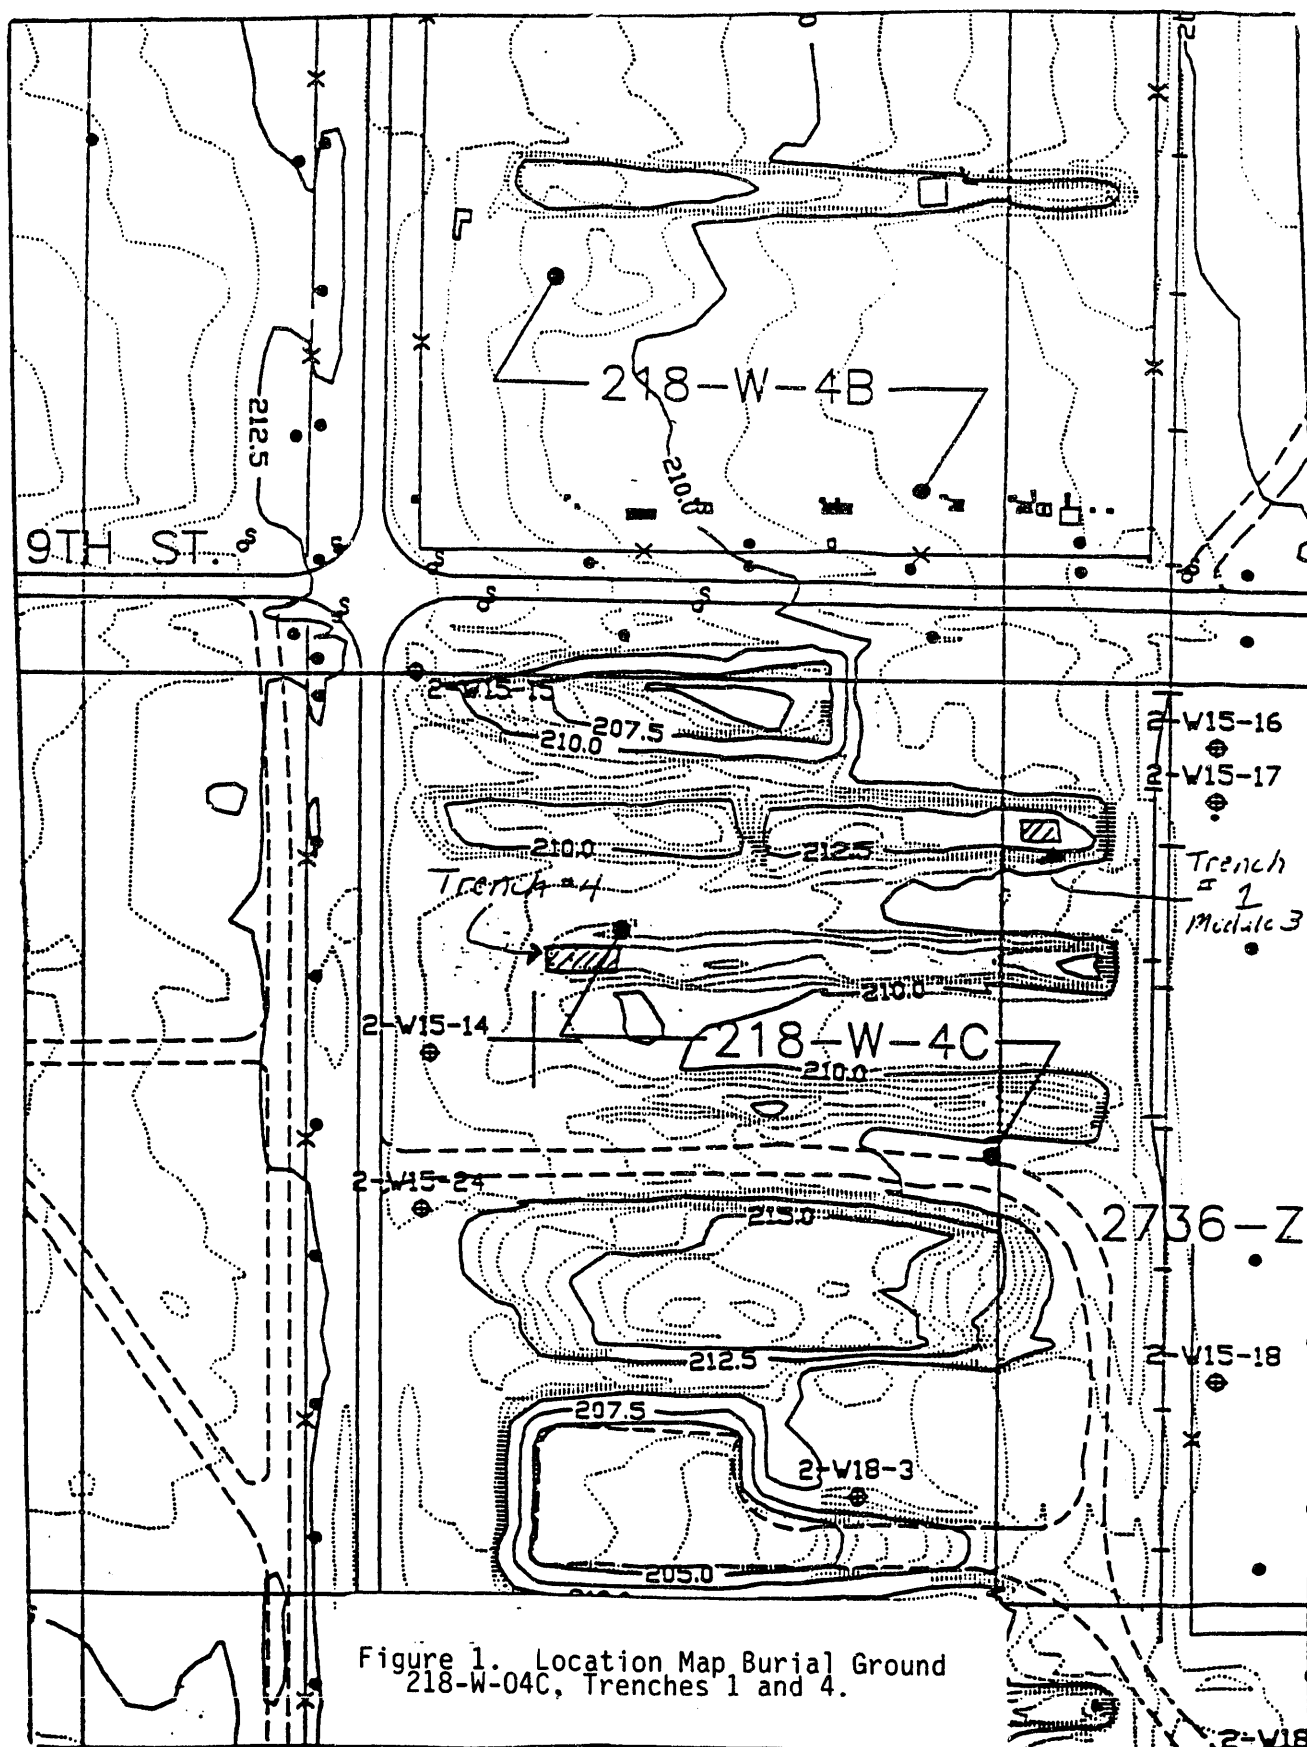 218-W-4B
212.5
210.0
9TH ST.
S
S
S
S
S
S
S
2-W15-15
207.5
210.0
2-W15-16
2-W15-17
210.0
212.5
Trench #4
Trench
# 1
Module 3
210.0
2-W15-14
218-W-4C
210.0
2-W15-24
215.0
2736-Z
212.5
2-W15-18
207.5
2-W18-3
205.0
Figure 1. Location Map Burial Ground
218-W-04C, Trenches 1 and 4.
2-W18